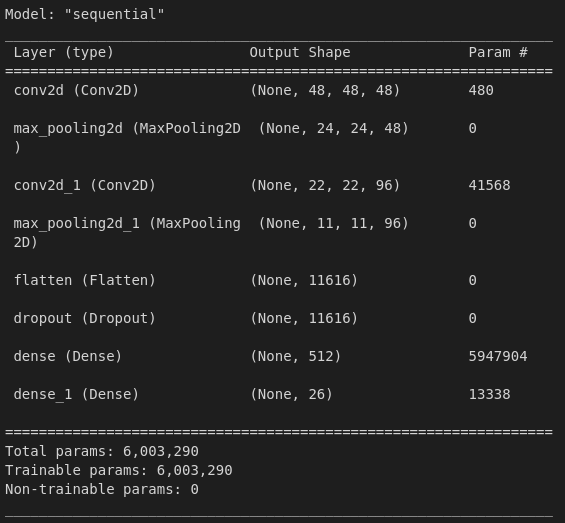 Model: "sequential"
_________________________________________________________________
 Layer (type)                Output Shape              Param #
=================================================================
 conv2d (Conv2D)             (None, 48, 48, 48)        480
 max_pooling2d (MaxPooling2D  (None, 24, 24, 48)       0
 )
 conv2d_1 (Conv2D)           (None, 22, 22, 96)        41568
 max_pooling2d_1 (MaxPooling  (None, 11, 11, 96)       0
 2D)
 flatten (Flatten)           (None, 11616)             0
 dropout (Dropout)           (None, 11616)             0
 dense (Dense)               (None, 512)               5947904
 dense_1 (Dense)             (None, 26)                13338
=================================================================
Total params: 6,003,290
Trainable params: 6,003,290
Non-trainable params: 0
_________________________________________________________________